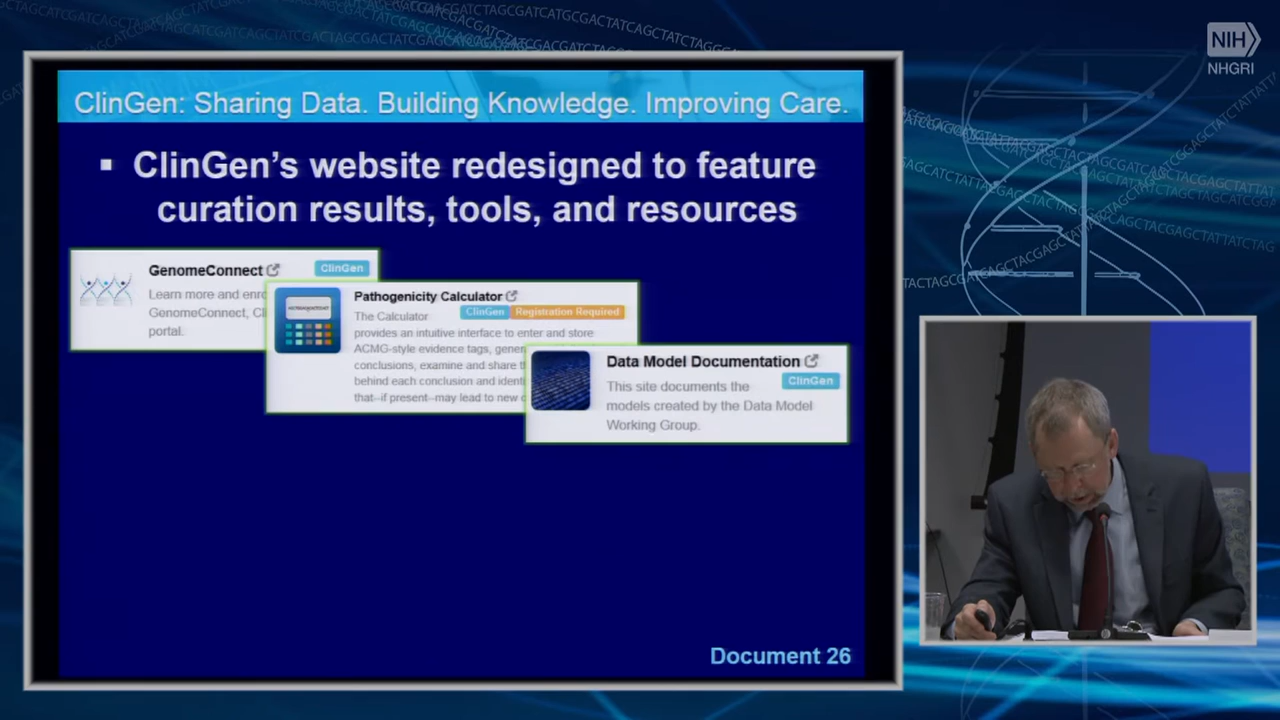 NIH
NHGRI
ClinGen: Sharing Data. Building Knowledge. Improving Care.
▪ ClinGen's website redesigned to feature
curation results, tools, and resources
GenomeConnect
ClinGen
Learn more and
GenomeConnect,
portal.
Pathogenicity Calculator
The Calculator
ClinGen
Registration Required
provides an intuitive interface to enter and store
ACMG-style evidence tags,
conclusions, examine and share
behind each conclusion and
that--if present--may lead to new
Data Model Documentation
ClinGen
This site documents the
models created by the Data Model
Working Group.
Document 26